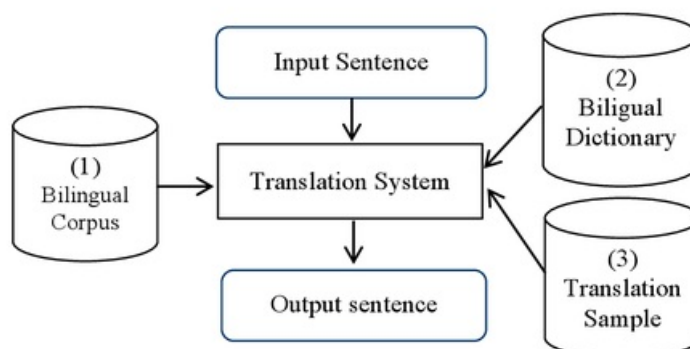 Input Sentence
(1)
Bilingual
Corpus
Translation System
(2)
Biligual
Dictionary
(3)
Translation
Sample
Output sentence